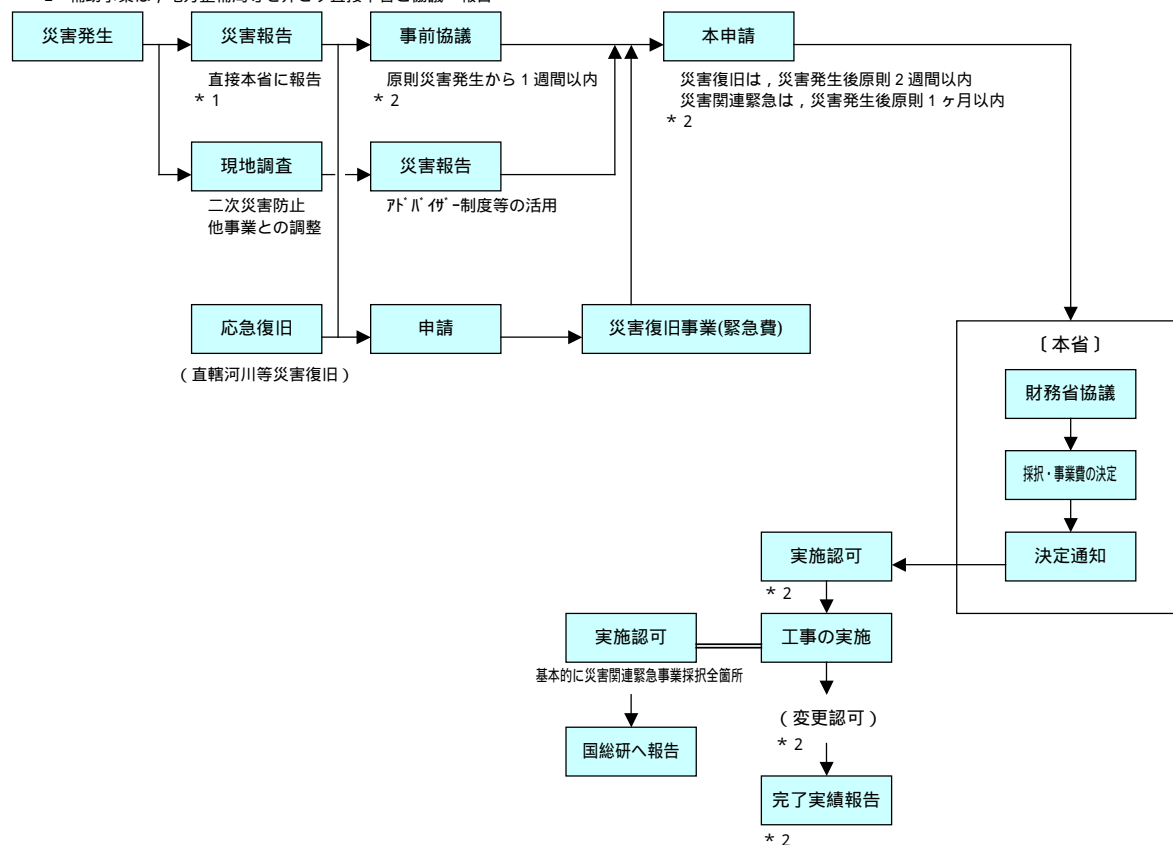 災害発生
災害報告
事前協議
本申請
直接本省に報告
＊1
原則災害発生から1週間以内
＊2
災害復旧は，災害発生後原則2週間以内
災害関連緊急は，災害発生後原則1ヶ月以内
＊2
現地調査
災害報告
二次災害防止
他事業との調整
ｱﾄﾞﾊﾞｲｻﾞｰ制度等の活用
応急復旧
申請
災害復旧事業(緊急費)
（直轄河川等災害復旧）
〔本省〕
財務省協議
採択・事業費の決定
決定通知
実施認可
＊2
実施認可
工事の実施
基本的に災害関連緊急事業採択全箇所
（変更認可）
＊2
国総研へ報告
完了実績報告
＊2